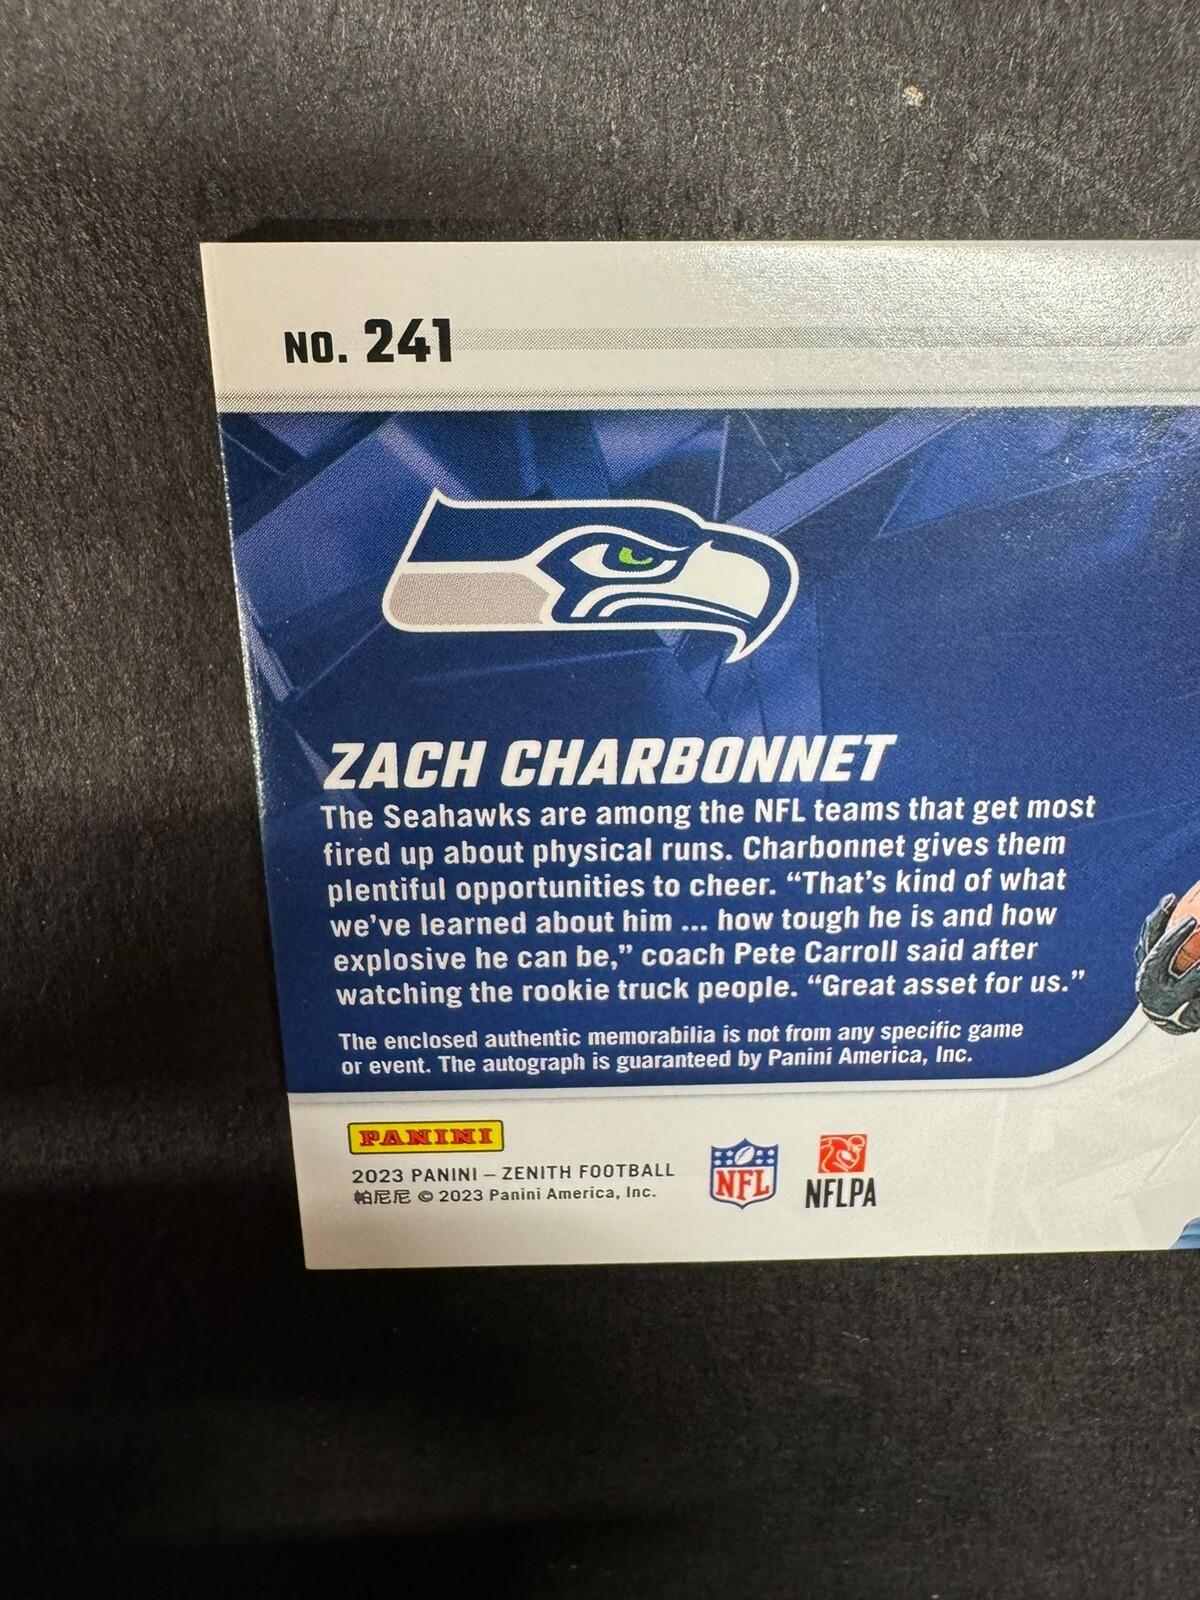 NO. 241
ZACH CHARBONNET
The Seahawks are among the NFL teams that get most
fired up about physical runs. Charbonnet gives them
plentiful opportunities to cheer. “That’s kind of what
we’ve learned about him ... how tough he is and how
explosive he can be,” coach Pete Carroll said after
watching the rookie truck people. “Great asset for us.”
The enclosed authentic memorabilia is not from any specific game
or event. The autograph is guaranteed by Panini America, Inc.
PANINI
2023 PANINI – ZENITH FOOTBALL
帕尼尼 © 2023 Panini America, Inc.
NFL
NFLPA